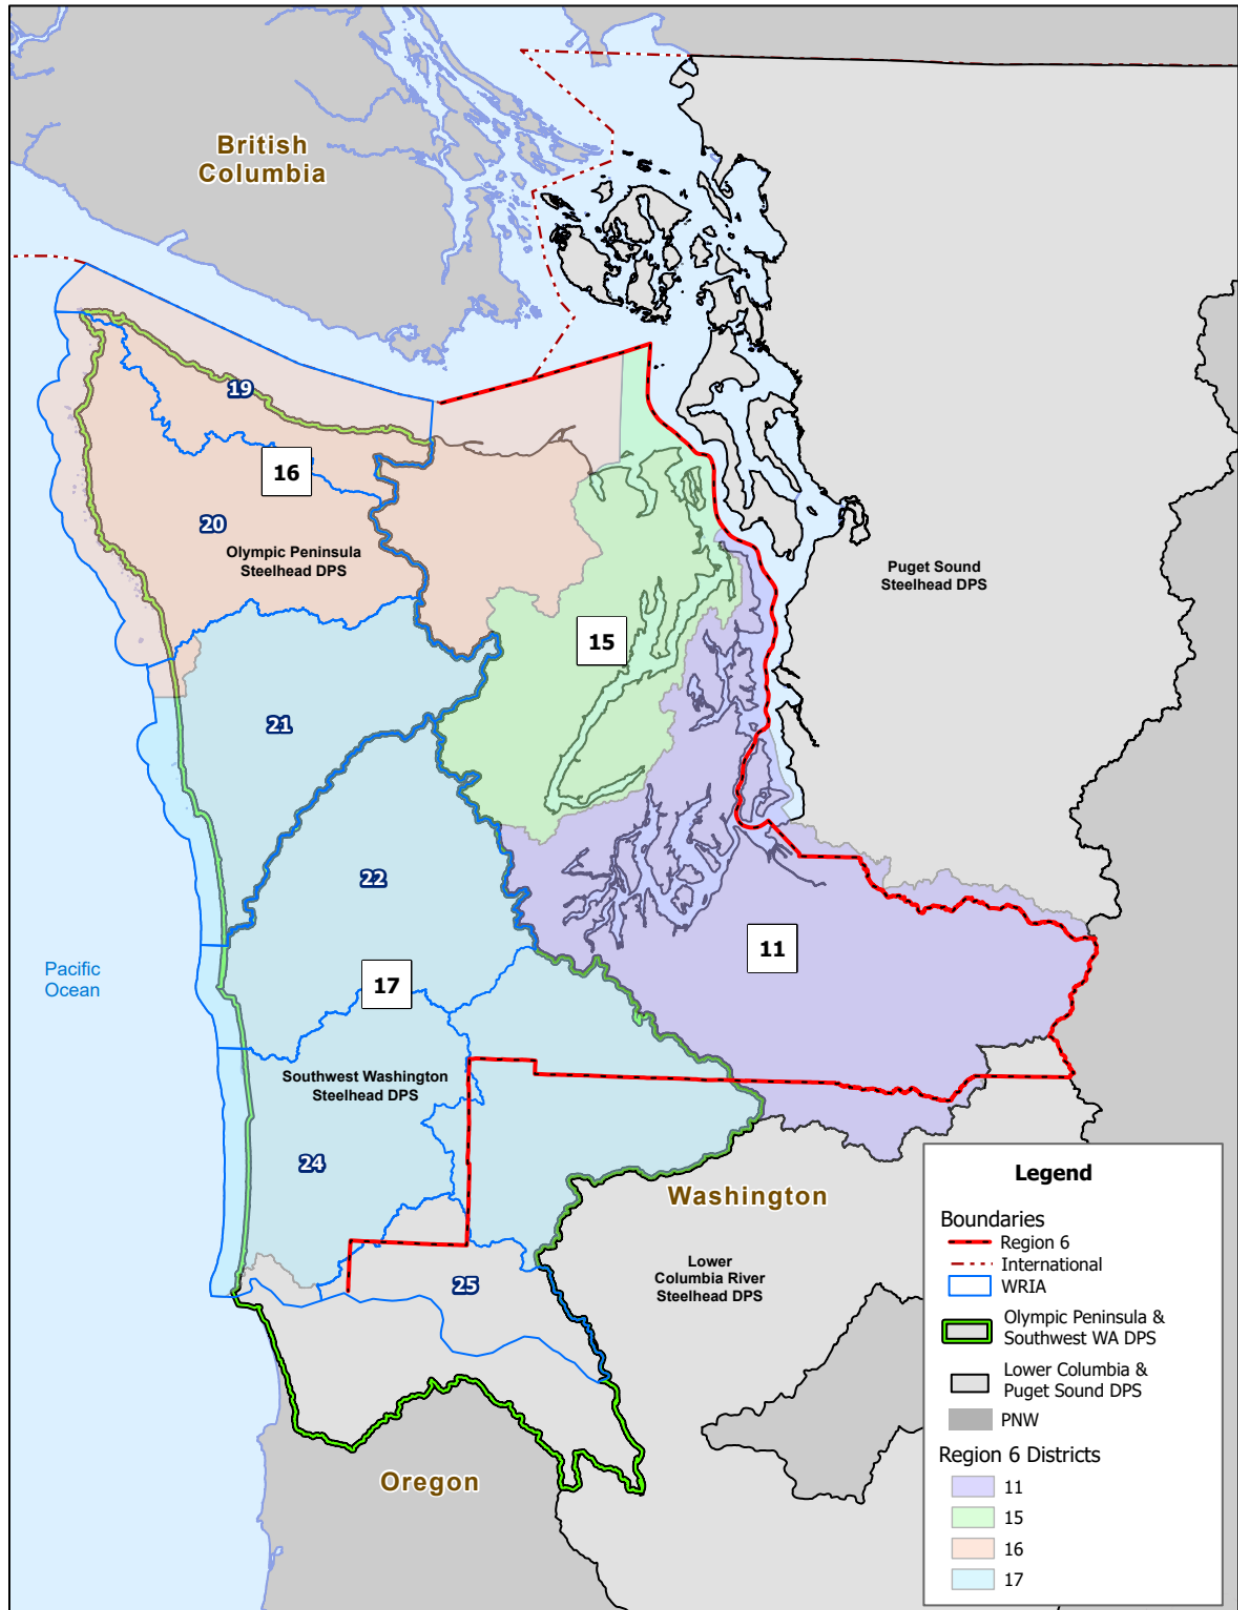 British
Columbia
19
16
20
Olympic Peninsula
Steelhead DPS
Puget Sound
Steelhead DPS
15
21
22
11
Pacific
Ocean
17
Southwest Washington
Steelhead DPS
24
Washington
Lower
Columbia River
Steelhead DPS
25
Oregon
Legend
Boundaries
Region 6
International
WRIA
Olympic Peninsula &
Southwest WA DPS
Lower Columbia &
Puget Sound DPS
PNW
Region 6 Districts
11
15
16
17